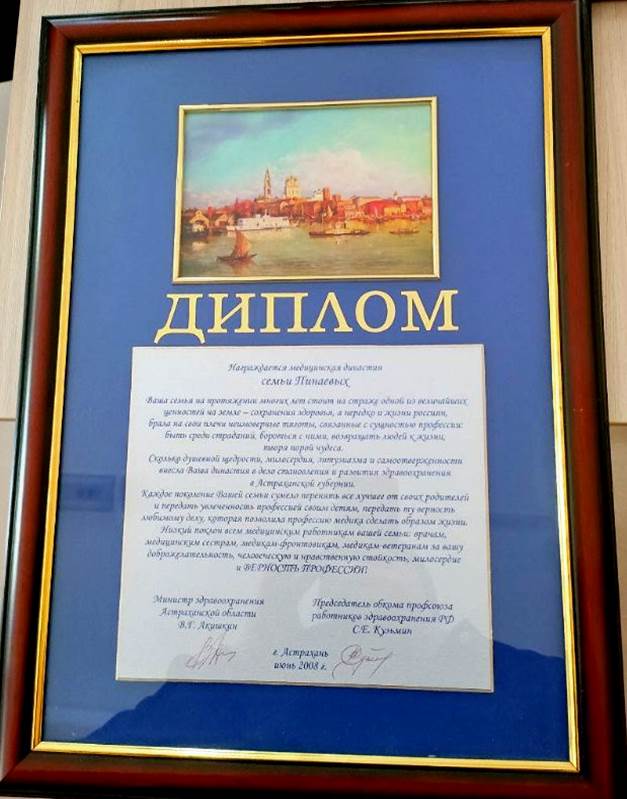 ДИПЛОМ
Награждается медицинская династия
семьи Пинаевых
Ваша семья на протяжении многих лет стоит на страже одной из величайших
ценностей на земле – сохранения здоровья, а нередко и жизни россиян,
брала на свои плечи неимоверные тяготы, связанные с сущностью профессии:
быть среди страданий, бороться с ними, возвращать людей к жизни,
творя порой чудеса.
Сколько душевной щедрости, милосердия, энтузиазма и самоотверженности
внесла Ваша династия в дело становления и развития здравоохранения
в Астраханской губернии.
Каждое поколение Вашей семьи сумело перенять все лучшее от своих родителей
и передать увлеченность профессией своим детям, передать ту верность
любимому делу, которая позволила профессию медика сделать образом жизни.
Низкий поклон всем медицинским работникам вашей семьи: врачам,
медицинским сестрам, медикам-фронтовикам, медикам-ветеранам за вашу
доброжелательность, человеческую и нравственную стойкость, милосердие
и ВЕРНОСТЬ ПРОФЕССИИ!
Министр здравоохранения
Астраханской области
В.Г. Акишкин
Председатель обкома профсоюза
работников здравоохранения РФ
С.Е. Кузьмин
г. Астрахань
июнь 2008 г.